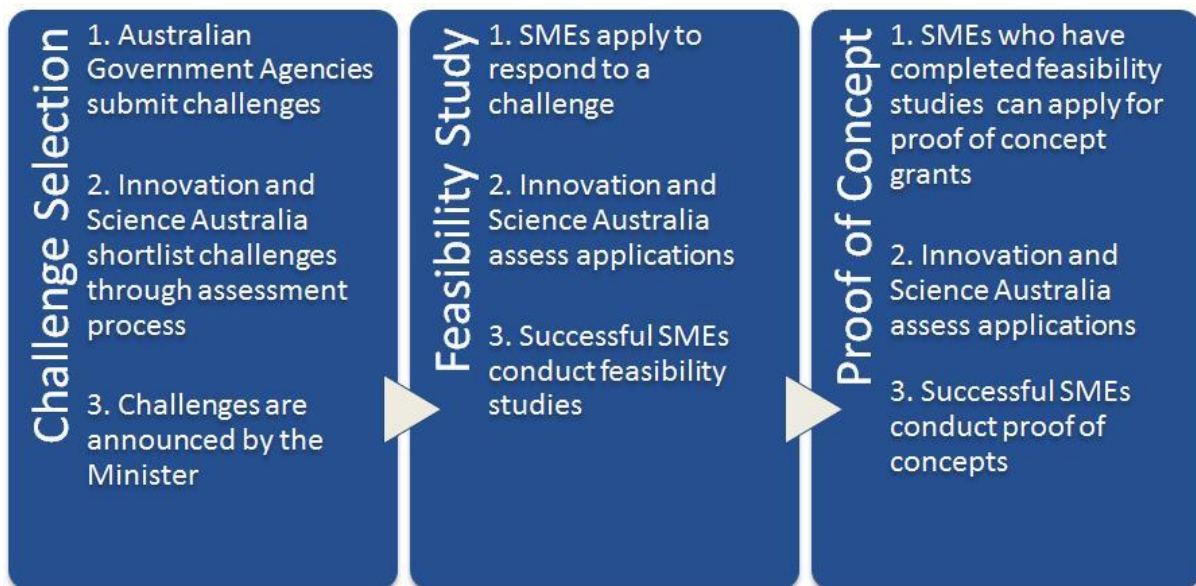 Challenge Selection
1. Australian
Government Agencies
submit challenges
2. Innovation and
Science Australia
shortlist challenges
through assessment
process
3. Challenges are
announced by the
Minister
Feasibility Study
1. SMEs apply to
respond to a
challenge
2. Innovation and
Science Australia
assess applications
3. Successful SMEs
conduct feasibility
studies
Proof of Concept
1. SMEs who have
completed feasibility
studies can apply for
proof of concept
grants
2. Innovation and
Science Australia
assess applications
3. Successful SMEs
conduct proof of
concepts